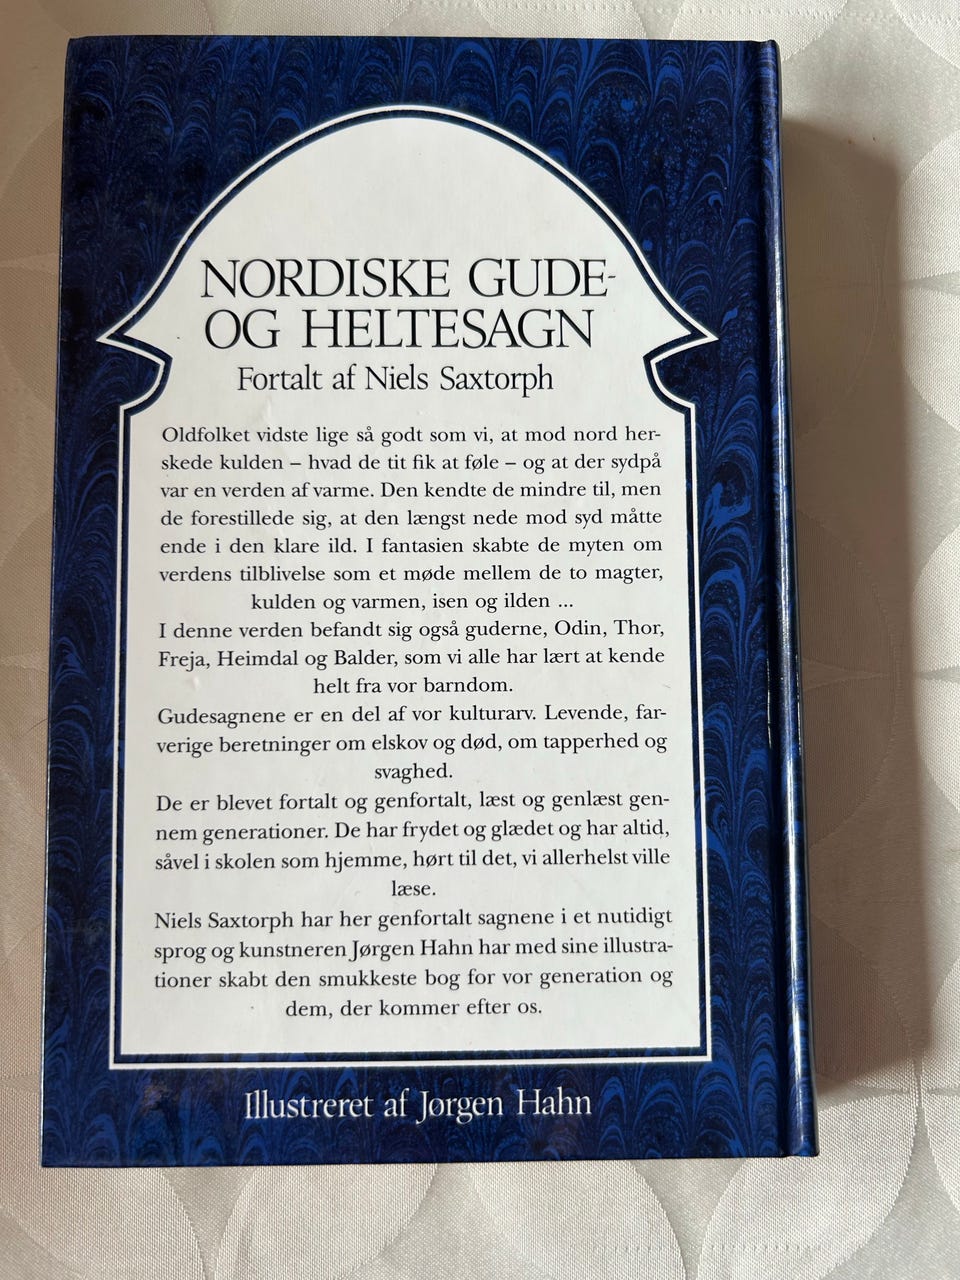 NORDISKE GUDE-
OG HELTESAGN
Fortalt af Niels Saxtorph
Oldfolket vidste lige så godt som vi, at mod nord her-
skede kulden – hvad de tit fik at føle – og at der sydpå
var en verden af varme. Den kendte de mindre til, men
de forestillede sig, at den længst nede mod syd måtte
ende i den klare ild. I fantasien skabte de myten om
verdens tilblivelse som et møde mellem de to magter,
kulden og varmen, isen og ilden ...
I denne verden befandt sig også guderne, Odin, Thor,
Freja, Heimdal og Balder, som vi alle har lært at kende
helt fra vor barndom.
Gudesagnene er en del af vor kulturarv. Levende, far-
verige beretninger om elskov og død, om tapperhed og
svaghed.
De er blevet fortalt og genfortalt, læst og genlæst gen-
nem generationer. De har frydet og glædet og har altid,
såvel i skolen som hjemme, hørt til det, vi allerhelst ville
læse.
Niels Saxtorph har her genfortalt sagnene i et nutidigt
sprog og kunstneren Jørgen Hahn har med sine illustra-
tioner skabt den smukkeste bog for vor generation og
dem, der kommer efter os.
Illustreret af Jørgen Hahn